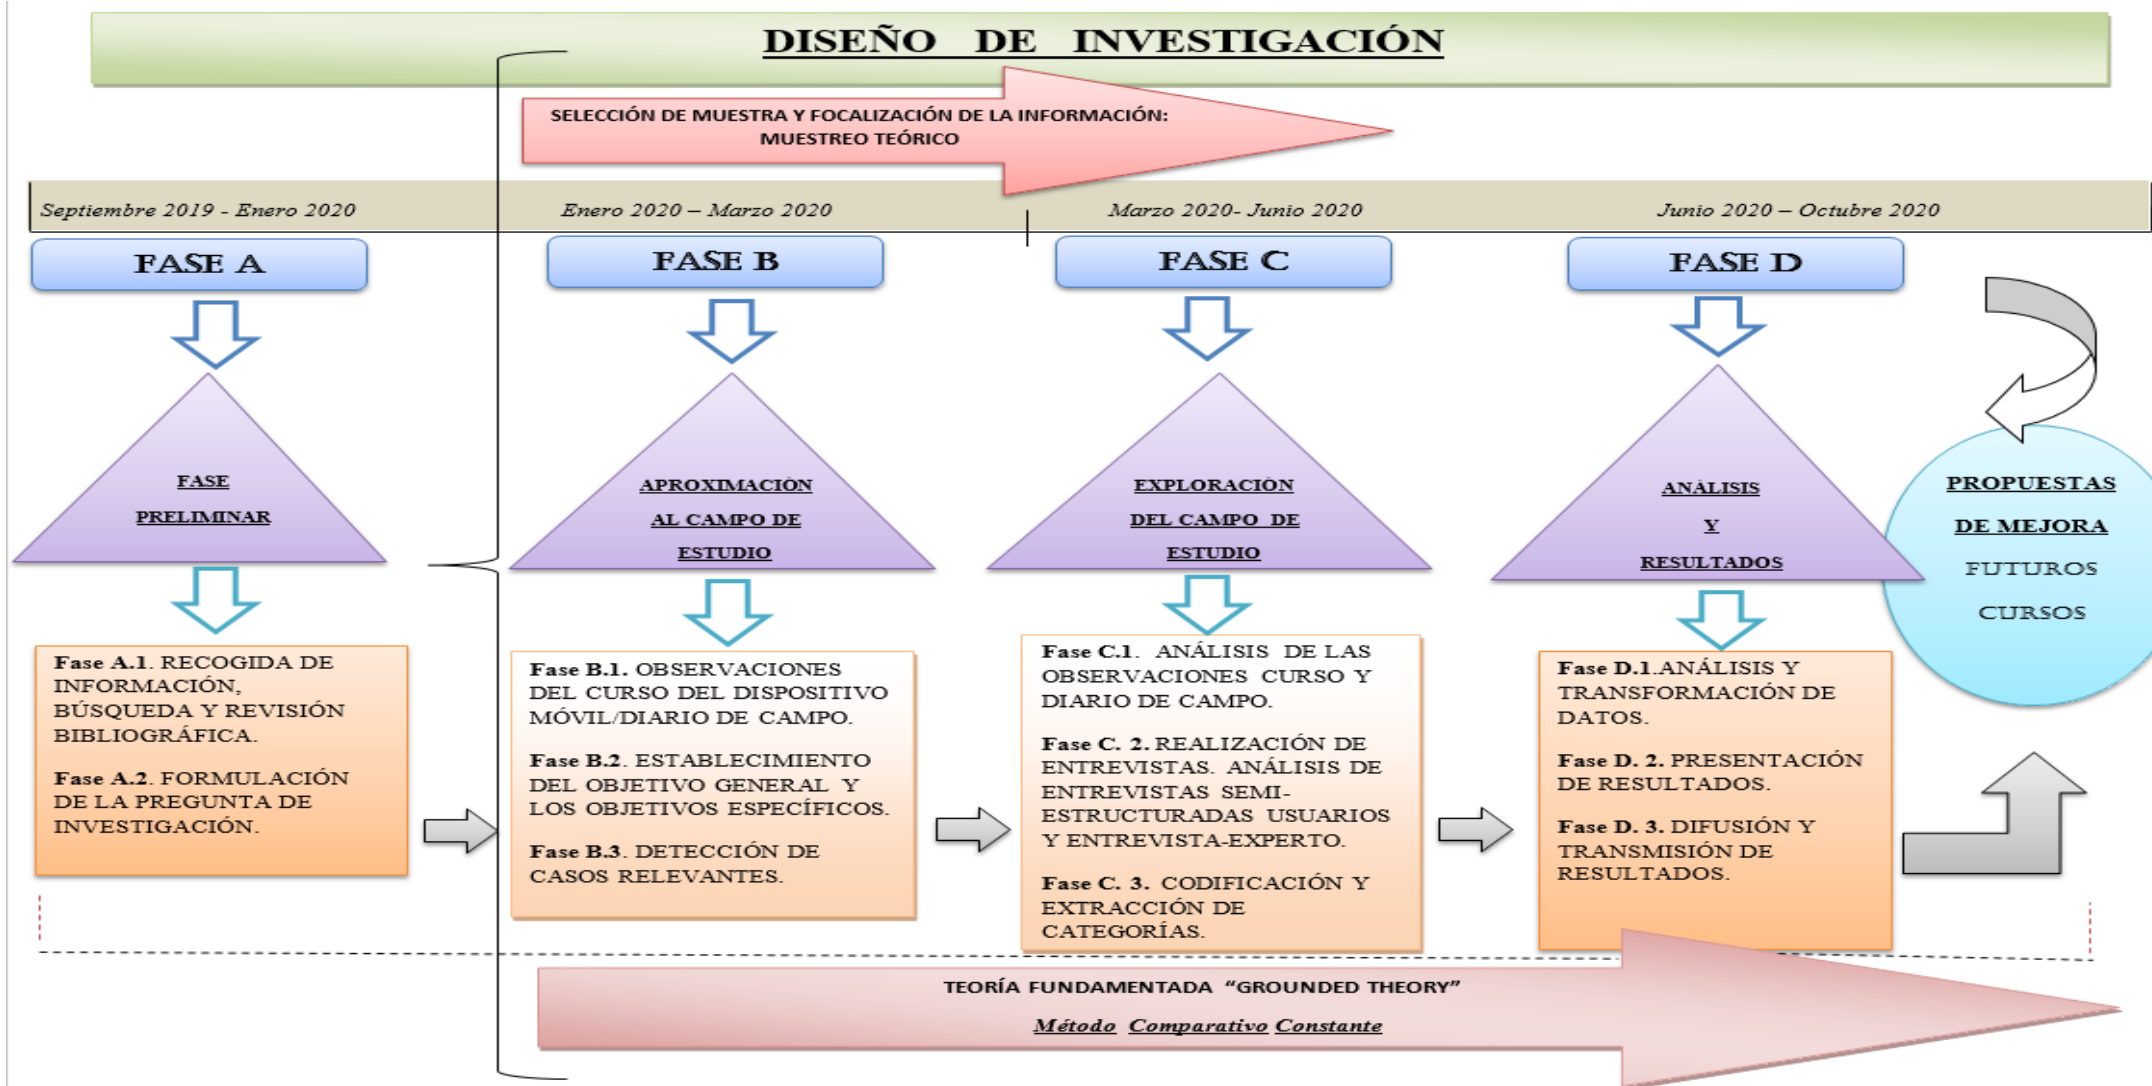 DISEÑO DE INVESTIGACIÓN
SELECCIÓN DE MUESTRA Y FOCALIZACIÓN DE LA INFORMACIÓN:
MUESTREO TEÓRICO
Septiembre 2019 - Enero 2020
Enero 2020 – Marzo 2020
Marzo 2020- Junio 2020
Junio 2020 – Octubre 2020
FASE A
FASE B
FASE C
FASE D
FASE
PRELIMINAR
APROXIMACIÓN
AL CAMPO DE
ESTUDIO
EXPLORACIÓN
DEL CAMPO DE
ESTUDIO
ANÁLISIS
Y
RESULTADOS
PROPUESTAS
DE MEJORA
FUTUROS
CURSOS
Fase A.1. RECOGIDA DE
INFORMACIÓN,
BÚSQUEDA Y REVISIÓN
BIBLIOGRÁFICA.
Fase A.2. FORMULACIÓN
DE LA PREGUNTA DE
INVESTIGACIÓN.
Fase B.1. OBSERVACIONES
DEL CURSO DEL DISPOSITIVO
MÓVIL/DIARIO DE CAMPO.
Fase B.2. ESTABLECIMIENTO
DEL OBJETIVO GENERAL Y
LOS OBJETIVOS ESPECÍFICOS.
Fase B.3. DETECCIÓN DE
CASOS RELEVANTES.
Fase C.1. ANÁLISIS DE LAS
OBSERVACIONES CURSO Y
DIARIO DE CAMPO.
Fase C. 2. REALIZACIÓN DE
ENTREVISTAS. ANÁLISIS DE
ENTREVISTAS SEMI-
ESTRUCTURADAS USUARIOS
Y ENTREVISTA-EXPERTO.
Fase C. 3. CODIFICACIÓN Y
EXTRACCIÓN DE
CATEGORÍAS.
Fase D.1.ANÁLISIS Y
TRANSFORMACIÓN DE
DATOS.
Fase D. 2. PRESENTACIÓN
DE RESULTADOS.
Fase D. 3. DIFUSIÓN Y
TRANSMISIÓN DE
RESULTADOS.
TEORÍA FUNDAMENTADA “GROUNDED THEORY”
Método Comparativo Constante